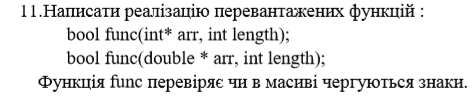 11.Написати реалізацію перевантажених функцій :
bool func(int* arr, int length);
bool func(double * arr, int length);
Функція func перевіряє чи в масиві чергуються знаки.